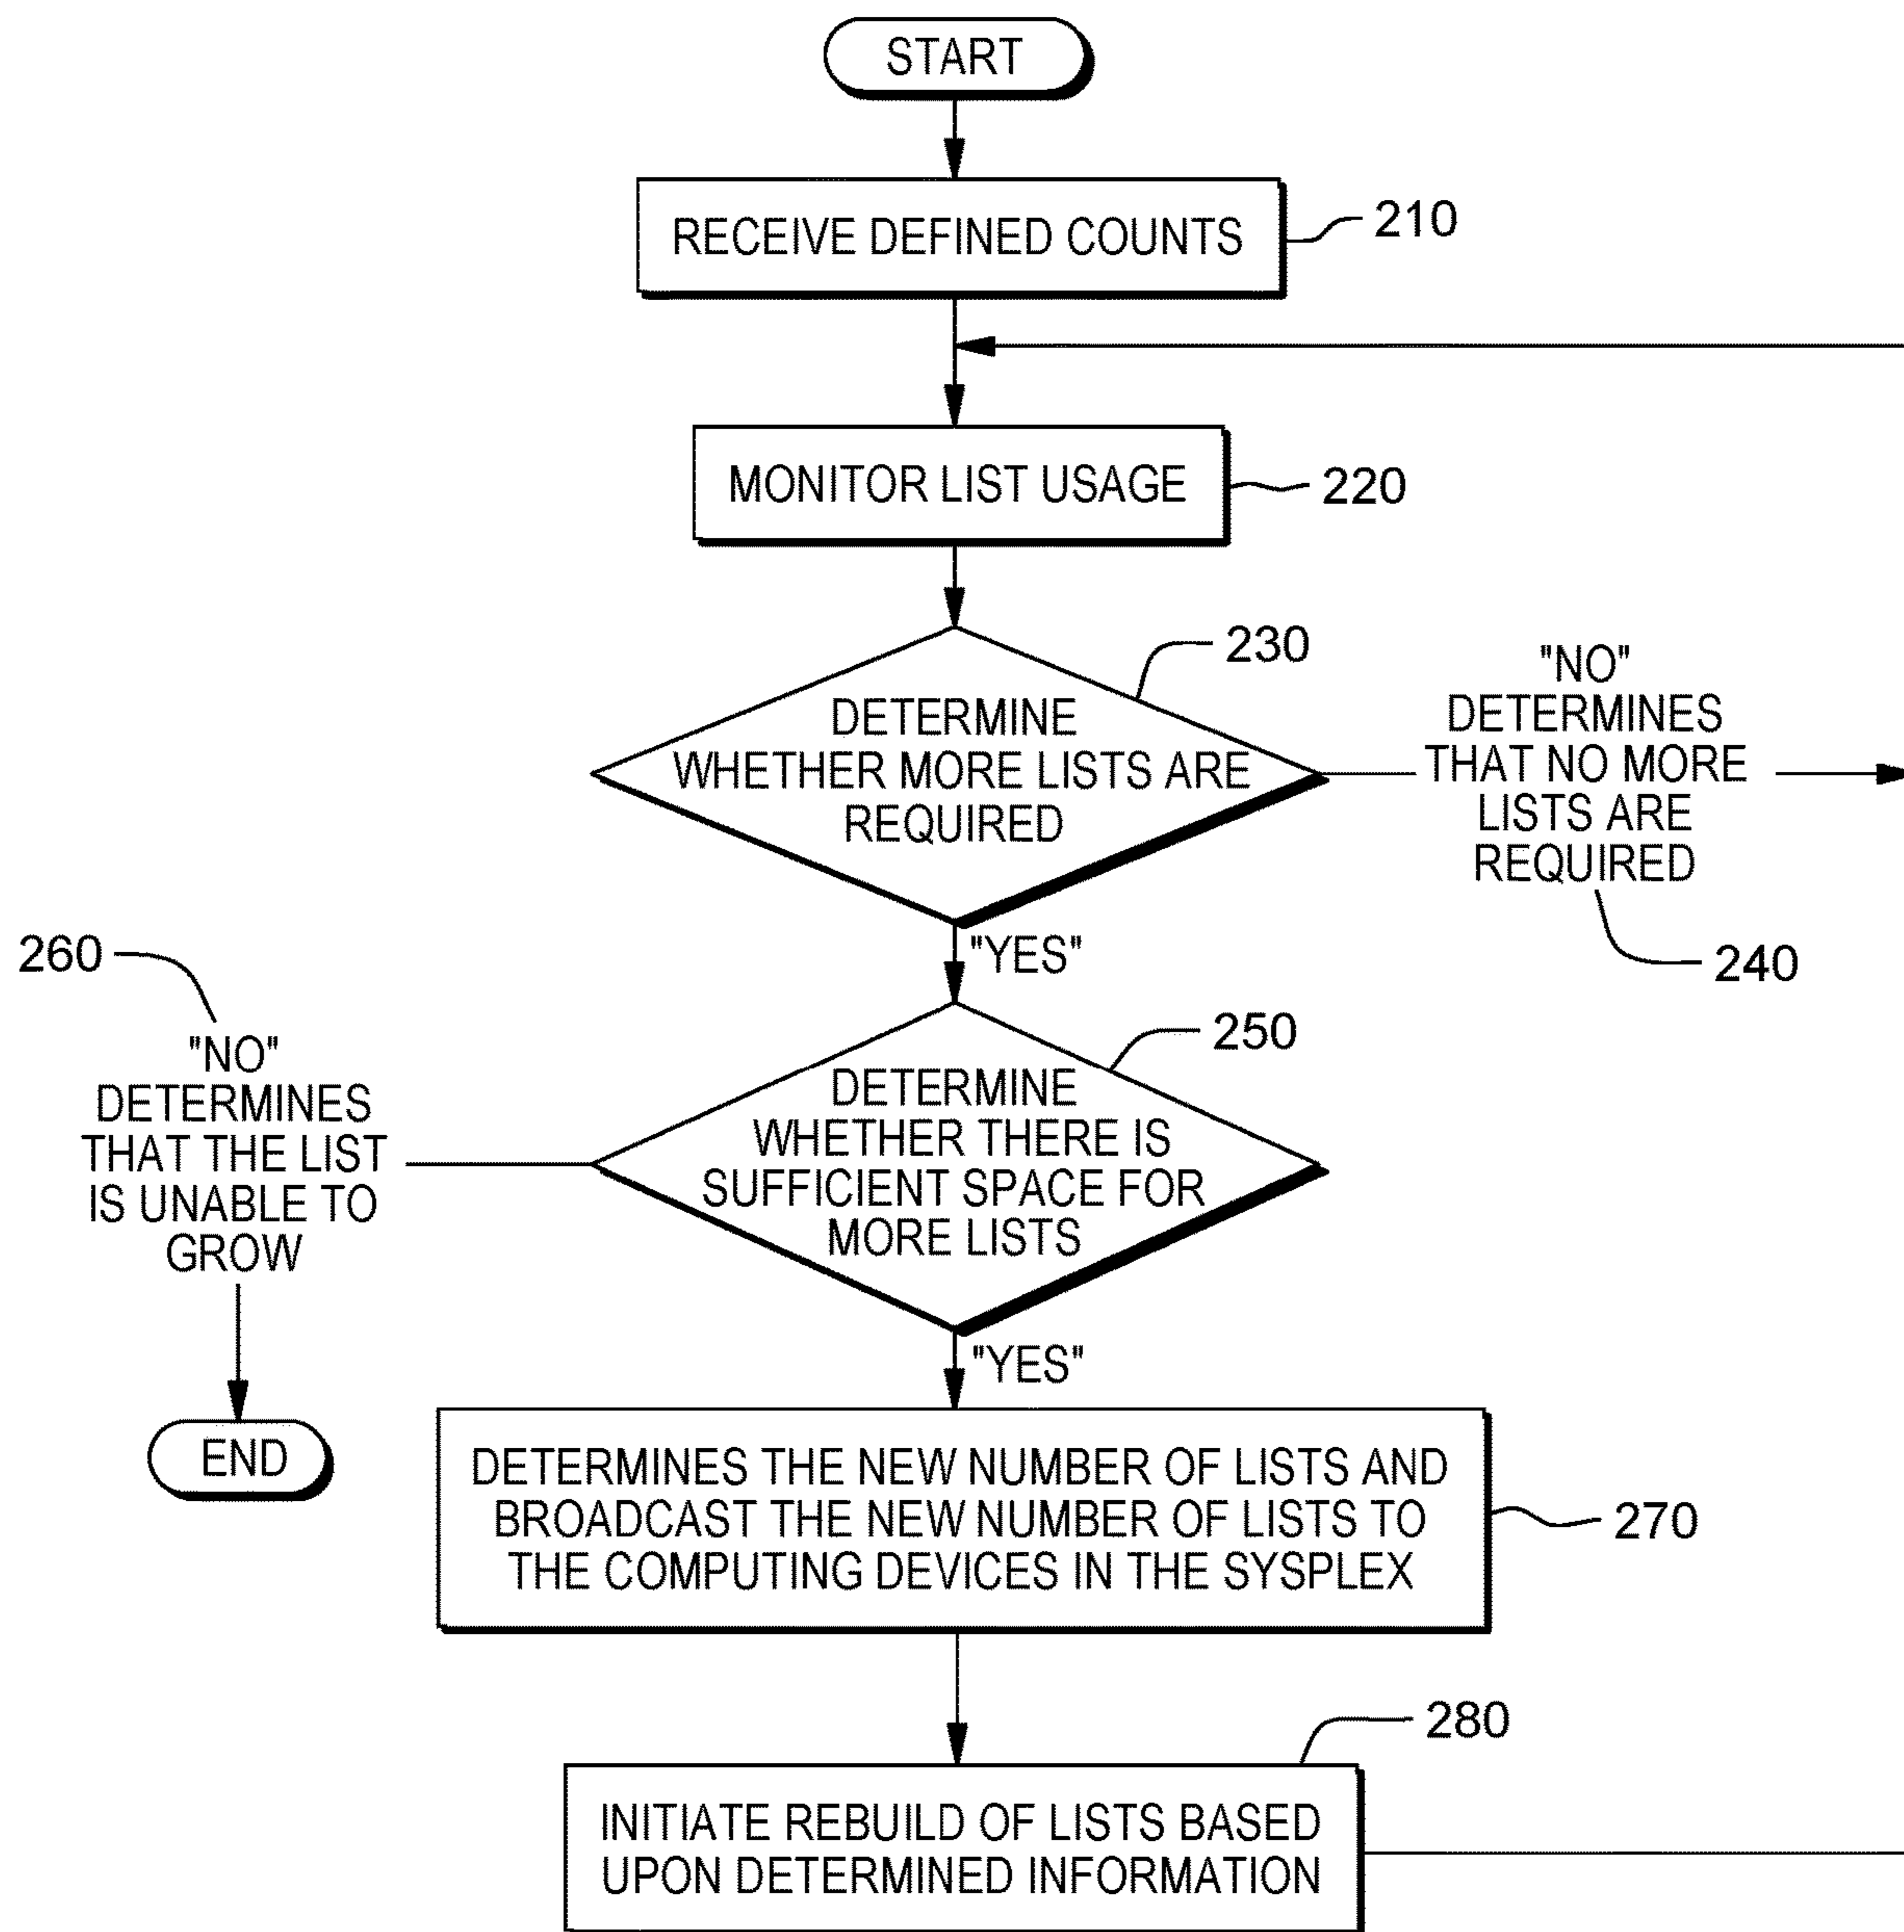 START
RECEIVE DEFINED COUNTS
210
MONITOR LIST USAGE
220
230
DETERMINE
WHETHER MORE LISTS ARE
REQUIRED
"NO"
DETERMINES
THAT NO MORE
LISTS ARE
REQUIRED
240
"YES"
260
"NO"
DETERMINES
THAT THE LIST
IS UNABLE TO
GROW
250
DETERMINE
WHETHER THERE IS
SUFFICIENT SPACE FOR
MORE LISTS
"YES"
END
DETERMINES THE NEW NUMBER OF LISTS AND
BROADCAST THE NEW NUMBER OF LISTS TO
THE COMPUTING DEVICES IN THE SYSPLEX
270
280
INITIATE REBUILD OF LISTS BASED
UPON DETERMINED INFORMATION